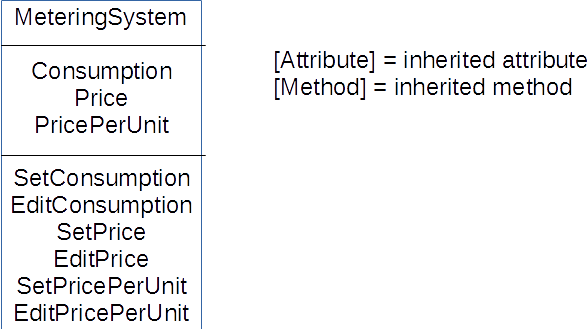 MeteringSystem
Consumption
Price
PricePerUnit
SetConsumption
EditConsumption
SetPrice
EditPrice
SetPricePerUnit
EditPricePerUnit
[Attribute] = inherited attribute
[Method] = inherited method